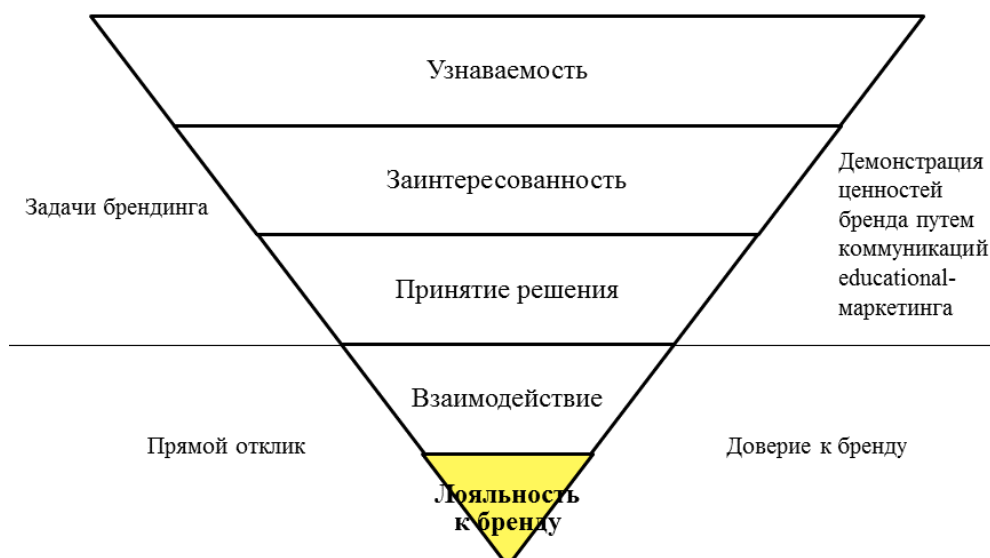 Узнаваемость
Заинтересованность
Задачи брендинга
Демонстрация
ценностей
бренда путем
коммуникаций
educational-
маркетинга
Принятие решения
Взаимодействие
Прямой отклик
Доверие к бренду
Лояльность
к бренду